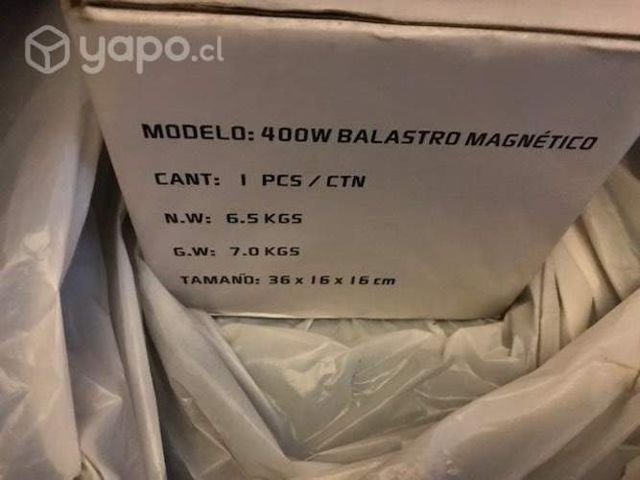 yapo.cl
MODELO: 400W BALASTRO MAGNÉTICO
CANT: 1 PCS / CTN
N.W: 6.5 KGS
G.W: 7.0 KGS
TAMAÑO: 36 x 16 x 16 cm